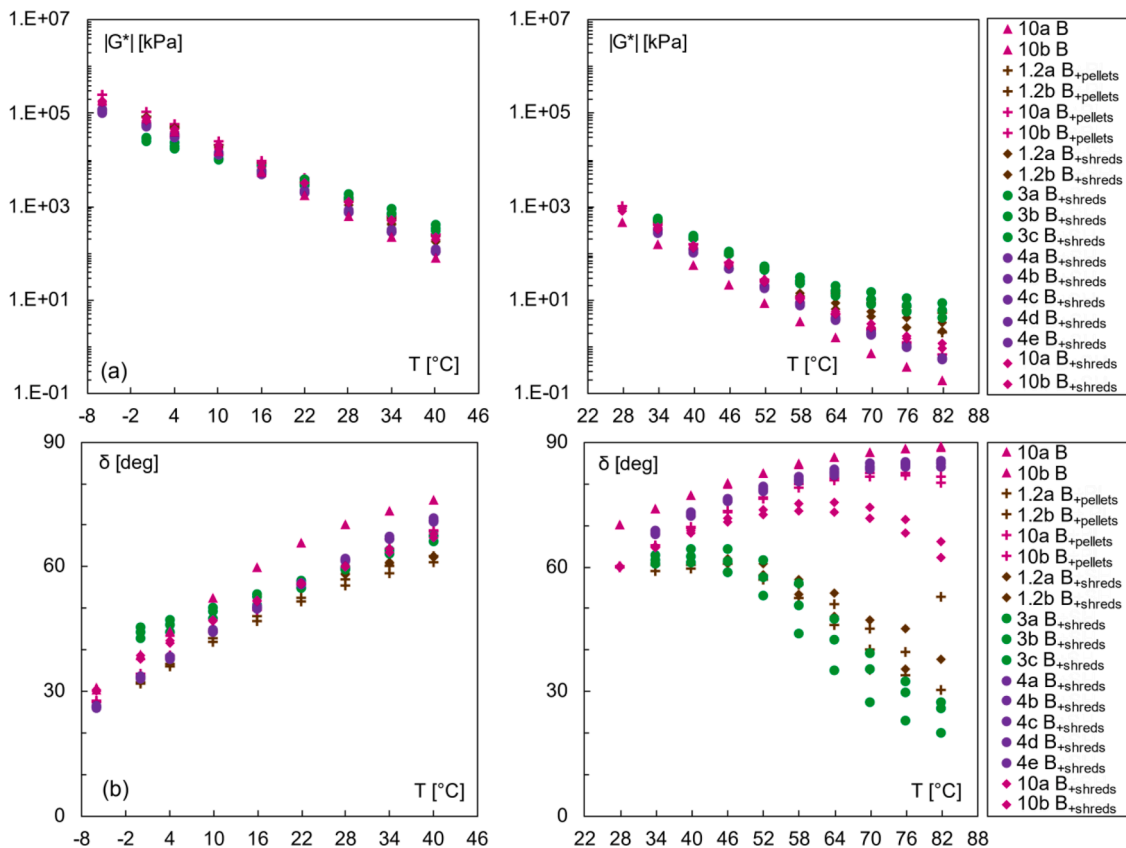 1.E+07
|G*| [kPa]
1.E+05
1.E+03
1.E+01
T [°C]
(a)
1.E-01
-8 -2 4 10 16 22 28 34 40 46
1.E+07
|G*| [kPa]
1.E+05
1.E+03
1.E+01
T [°C]
1.E-01
22 28 34 40 46 52 58 64 70 76 82 88
10a B
10b B
1.2a B+pellets
1.2b B+pellets
10a B+pellets
10b B+pellets
1.2a B+shreds
1.2b B+shreds
3a B+shreds
3b B+shreds
3c B+shreds
4a B+shreds
4b B+shreds
4c B+shreds
4d B+shreds
4e B+shreds
10a B+shreds
10b B+shreds
90
δ [deg]
60
30
(b)
T [°C]
0
-8 -2 4 10 16 22 28 34 40 46
90
δ [deg]
60
30
T [°C]
0
22 28 34 40 46 52 58 64 70 76 82 88
10a B
10b B
1.2a B+pellets
1.2b B+pellets
10a B+pellets
10b B+pellets
1.2a B+shreds
1.2b B+shreds
3a B+shreds
3b B+shreds
3c B+shreds
4a B+shreds
4b B+shreds
4c B+shreds
4d B+shreds
4e B+shreds
10a B+shreds
10b B+shreds